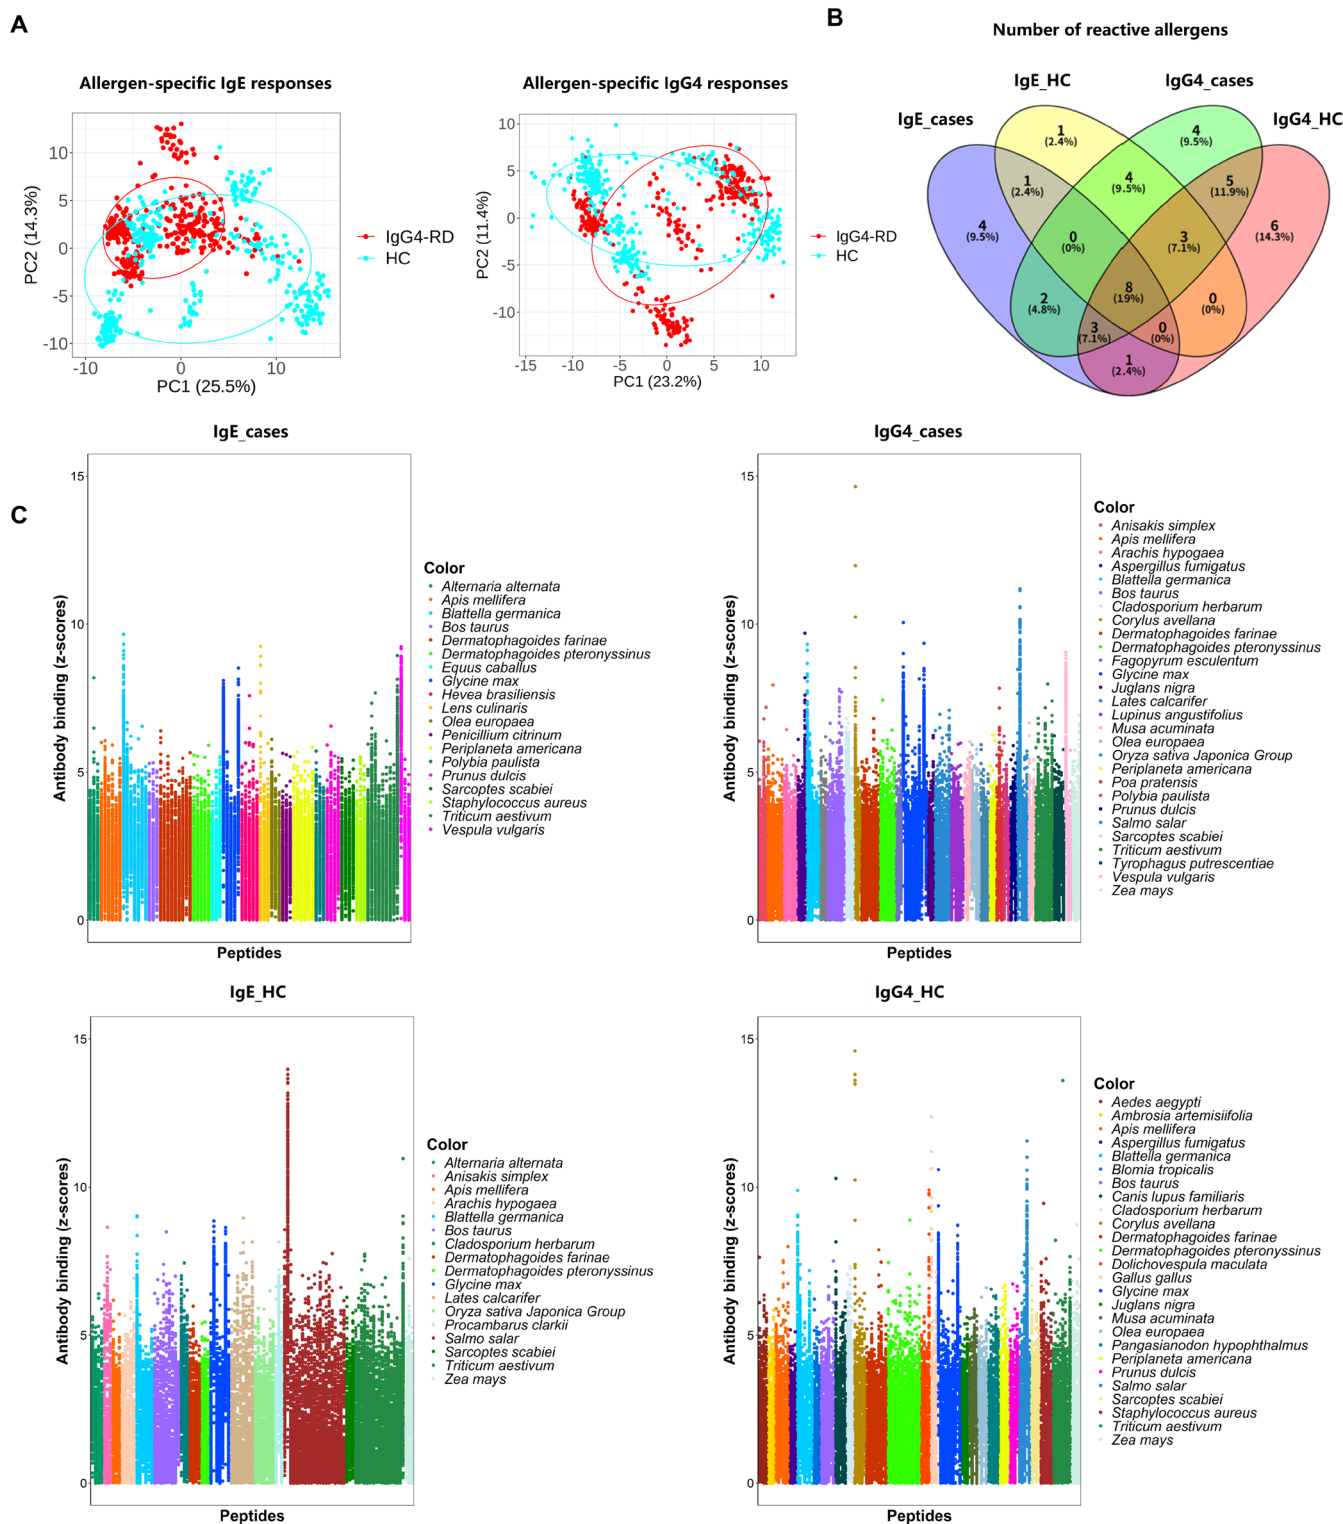 A
Allergen-specific IgE responses
PC2 (14.3%)
10
5
0
-5
-10
-10
0
10
PC1 (25.5%)
IgG4-RD
HC
Allergen-specific IgG4 responses
PC2 (11.4%)
10
5
0
-5
-10
-15
-10
-5
0
5
10
PC1 (23.2%)
IgG4-RD
HC
B
Number of reactive allergens
IgE_cases
IgE_HC
IgG4_cases
IgG4_HC
1
(2.4%)
4
(9.5%)
1
(2.4%)
4
(9.5%)
5
(11.9%)
4
(9.5%)
0
(0%)
3
(7.1%)
6
(14.3%)
2
(4.8%)
8
(19%)
0
(0%)
3
(7.1%)
0
(0%)
1
(2.4%)
C
IgE_cases
Antibody binding (z-scores)
15
10
5
0
Peptides
Color
Alternaria alternata
Apis mellifera
Blattella germanica
Bos taurus
Dermatophagoides farinae
Dermatophagoides pteronyssinus
Equus caballus
Glycine max
Hevea brasiliensis
Lens culinaris
Olea europaea
Penicillium citrinum
Periplaneta americana
Polybia paulista
Prunus dulcis
Sarcoptes scabiei
Staphylococcus aureus
Triticum aestivum
Vespula vulgaris
IgG4_cases
Antibody binding (z-scores)
15
10
5
0
Peptides
Color
Anisakis simplex
Apis mellifera
Arachis hypogaea
Aspergillus fumigatus
Blattella germanica
Bos taurus
Cladosporium herbarum
Corylus avellana
Dermatophagoides farinae
Dermatophagoides pteronyssinus
Fagopyrum esculentum
Glycine max
Juglans nigra
Lates calcarifer
Lupinus angustifolius
Musa acuminata
Olea europaea
Oryza sativa Japonica Group
Periplaneta americana
Poa pratensis
Polybia paulista
Prunus dulcis
Salmo salar
Sarcoptes scabiei
Triticum aestivum
Tyrophagus putrescentiae
Vespula vulgaris
Zea mays
IgE_HC
Antibody binding (z-scores)
15
10
5
0
Peptides
Color
Alternaria alternata
Anisakis simplex
Apis mellifera
Arachis hypogaea
Blattella germanica
Bos taurus
Cladosporium herbarum
Dermatophagoides farinae
Dermatophagoides pteronyssinus
Glycine max
Lates calcarifer
Oryza sativa Japonica Group
Procambarus clarkii
Salmo salar
Sarcoptes scabiei
Triticum aestivum
Zea mays
IgG4_HC
Antibody binding (z-scores)
15
10
5
0
Peptides
Color
Aedes aegypti
Ambrosia artemisiifolia
Apis mellifera
Aspergillus fumigatus
Blattella germanica
Blomia tropicalis
Bos taurus
Canis lupus familiaris
Cladosporium herbarum
Corylus avellana
Dermatophagoides farinae
Dermatophagoides pteronyssinus
Dolichovespula maculata
Gallus gallus
Glycine max
Juglans nigra
Musa acuminata
Olea europaea
Pangasianodon hypophthalmus
Periplaneta americana
Prunus dulcis
Salmo salar
Sarcoptes scabiei
Staphylococcus aureus
Triticum aestivum
Zea mays